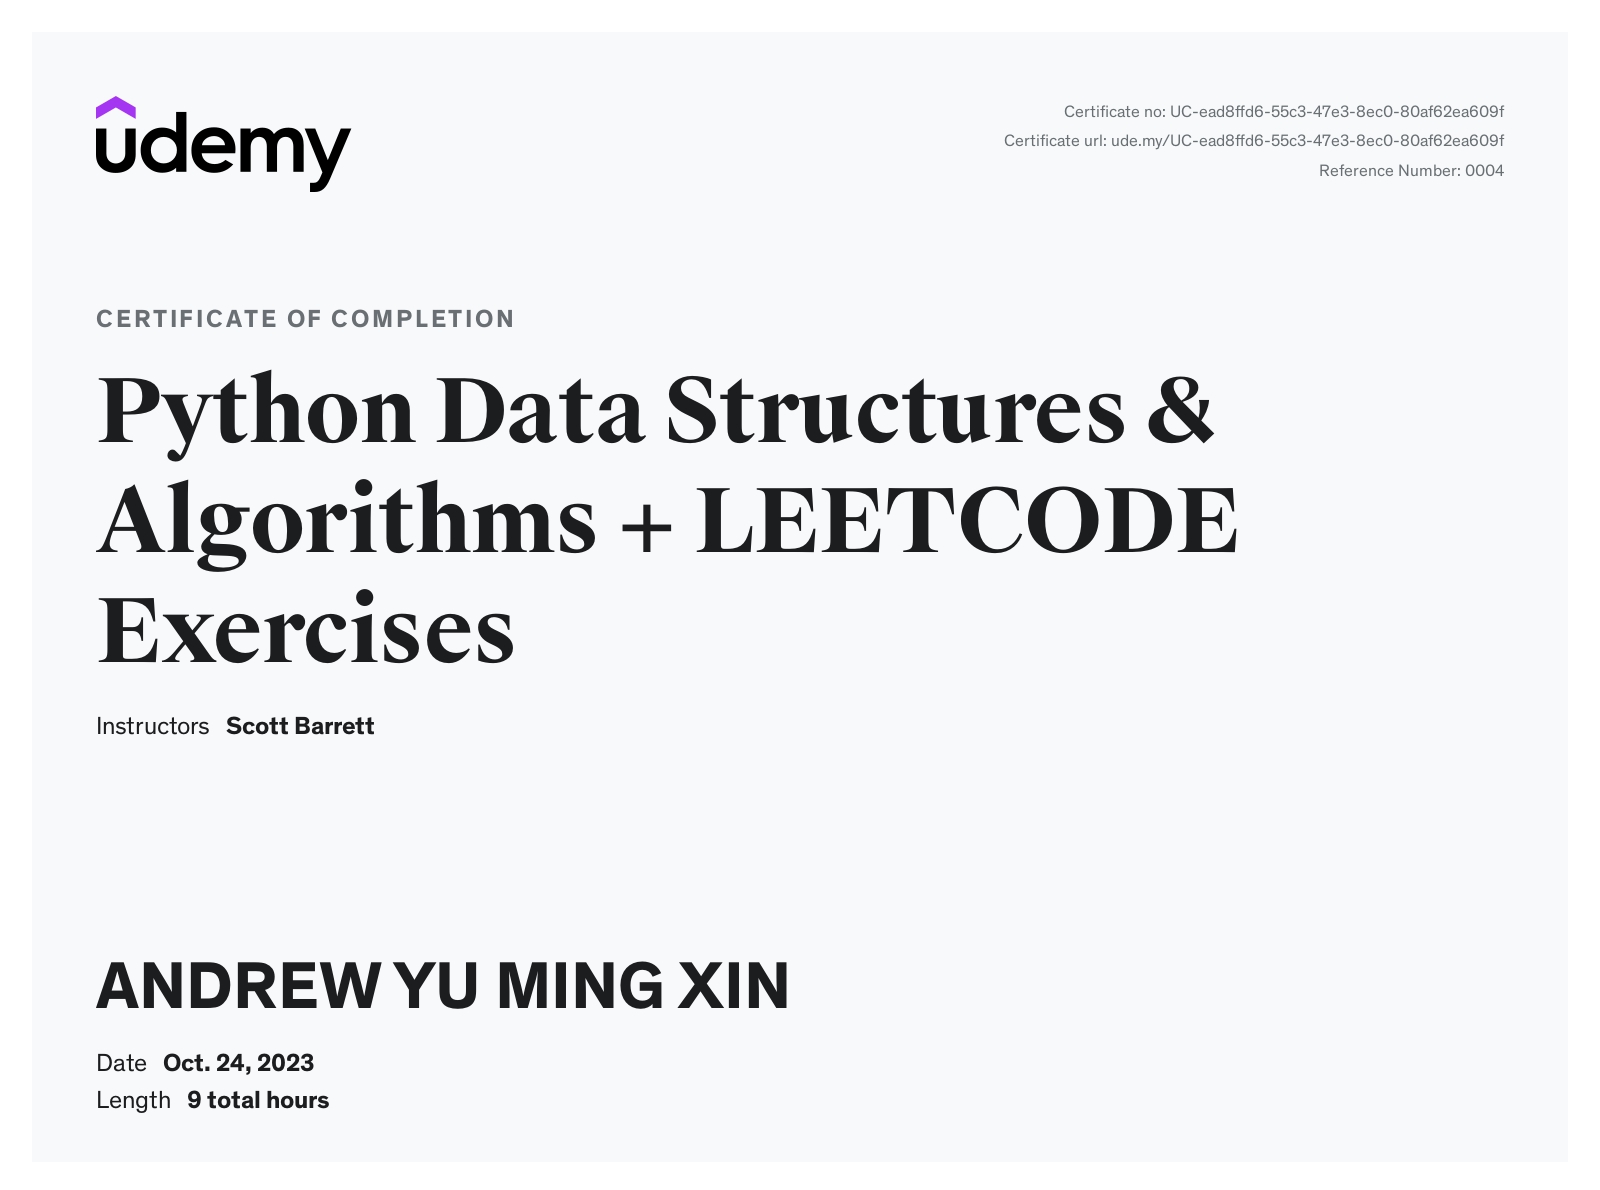 udemy
Certificate no: UC-ead8ffd6-55c3-47e3-8ec0-80af62ea609f
Certificate url: ude.my/UC-ead8ffd6-55c3-47e3-8ec0-80af62ea609f
Reference Number: 0004
CERTIFICATE OF COMPLETION
Python Data Structures &
Algorithms + LEETCODE
Exercises
Instructors Scott Barrett
ANDREW YU MING XIN
Date Oct. 24, 2023
Length 9 total hours